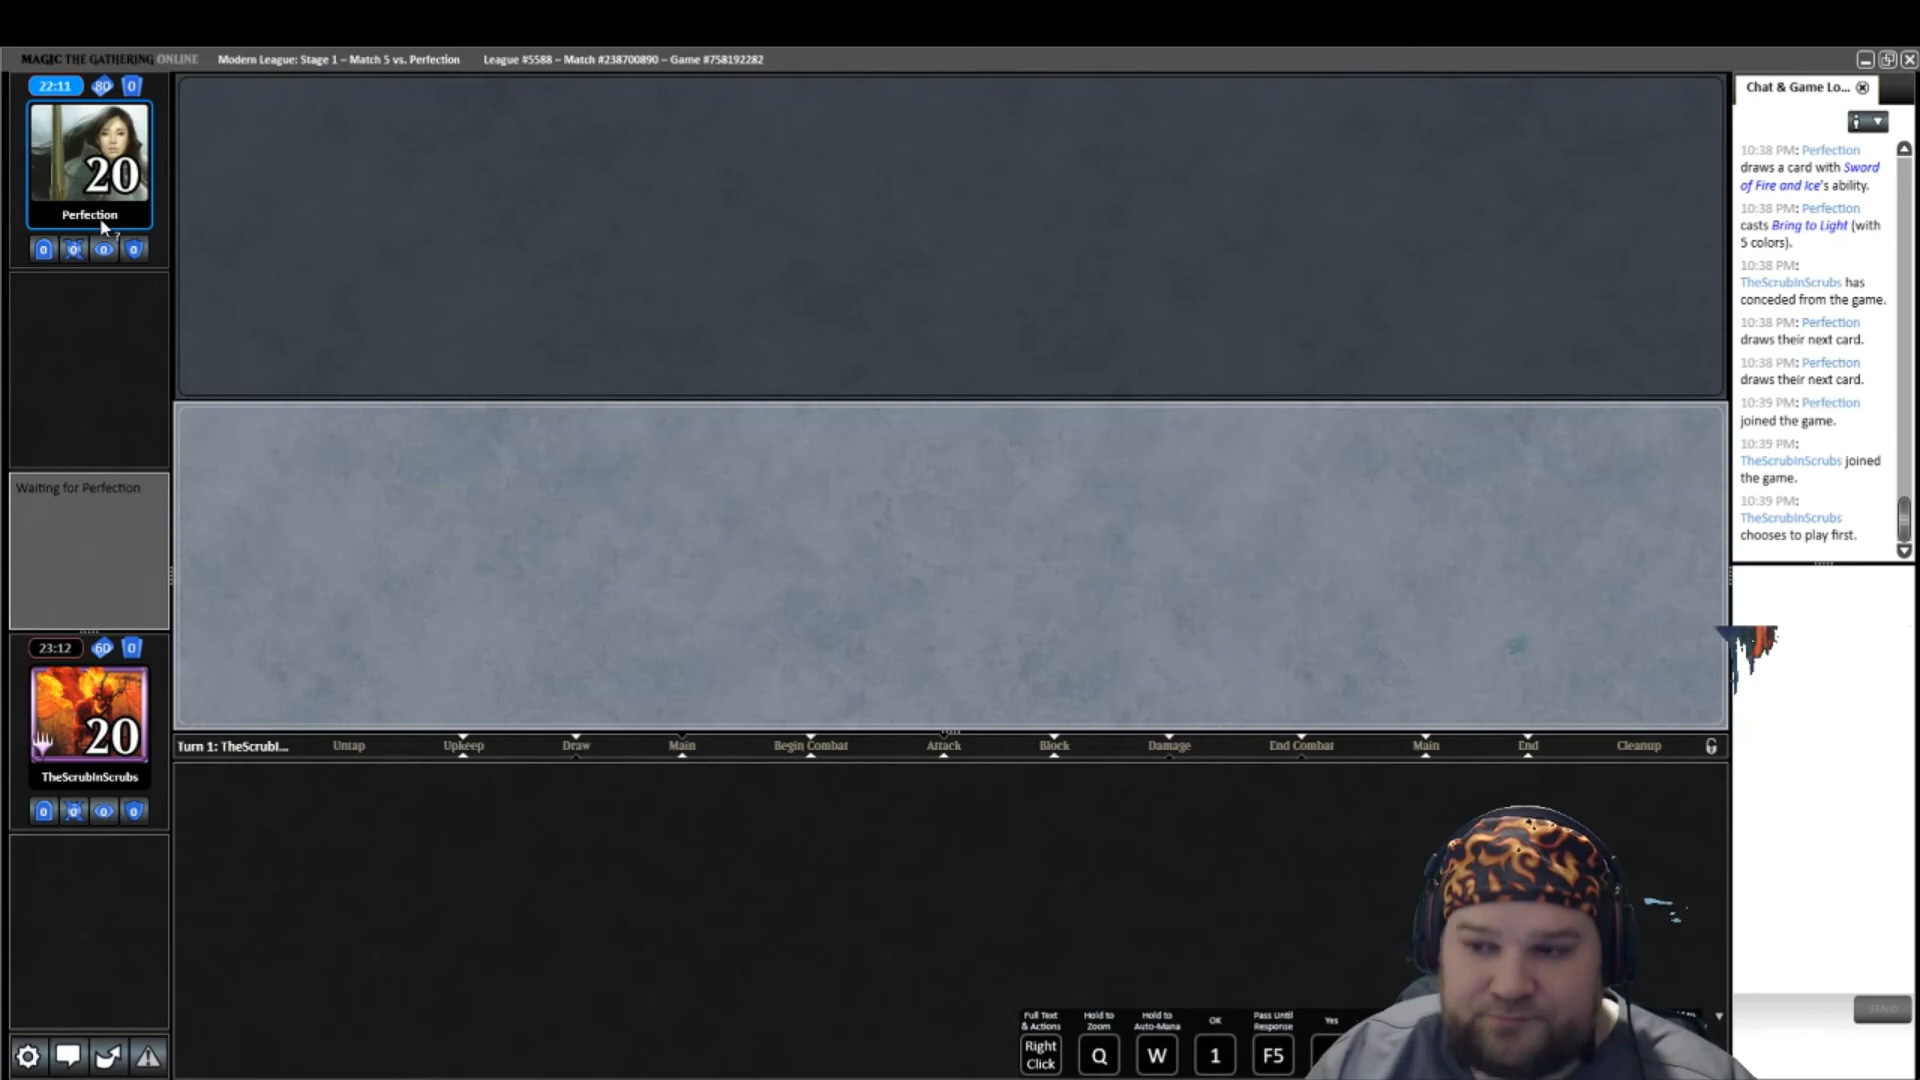 MAGIC THE GATHERING ONLINE
Modern League: Stage 1 – Match 5 vs. Perfection
League #5588 – Match #238700890 – Game #758192282
22:11
80
0
20
Perfection
0
0
0
0
Waiting for Perfection
23:12
60
0
20
TheScrubInScrubs
0
0
0
0
Turn 1: TheScrubI...
Untap
Upkeep
Draw
Main
Begin Combat
Attack
Block
Damage
End Combat
Main
End
Cleanup
Full Text
& Actions
Right
Click
Hold to
Zoom
Q
Hold to
Auto-Mana
W
OK
1
Pass Until
Response
F5
Yes
Chat & Game Lo...
10:38 PM: Perfection
draws a card with Sword
of Fire and Ice's ability.
10:38 PM: Perfection
casts Bring to Light (with
5 colors).
10:38 PM:
TheScrubInScrubs has
conceded from the game.
10:38 PM: Perfection
draws their next card.
10:38 PM: Perfection
draws their next card.
10:39 PM: Perfection
joined the game.
10:39 PM:
TheScrubInScrubs joined
the game.
10:39 PM:
TheScrubInScrubs
chooses to play first.
SEND